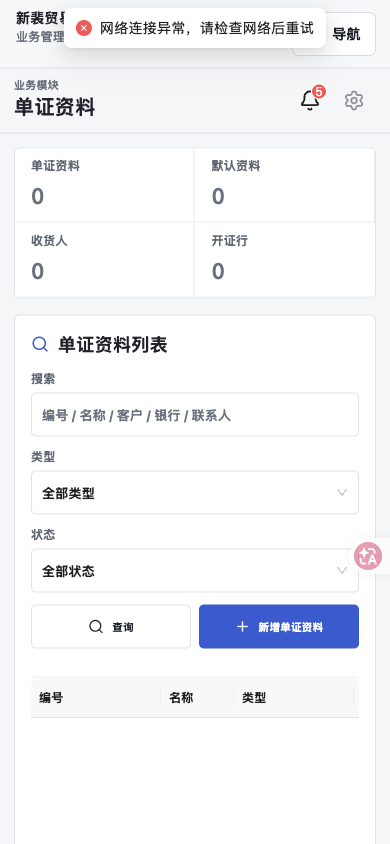 新装贸易
网络连接异常，请检查网络后重试
业务管理
导航
业务模块
单证资料
5
单证资料
0
默认资料
0
收货人
0
开证行
0
单证资料列表
搜索
编号 / 名称 / 客户 / 银行 / 联系人
类型
全部类型
状态
全部状态
查询
新增单证资料
编号 名称 类型